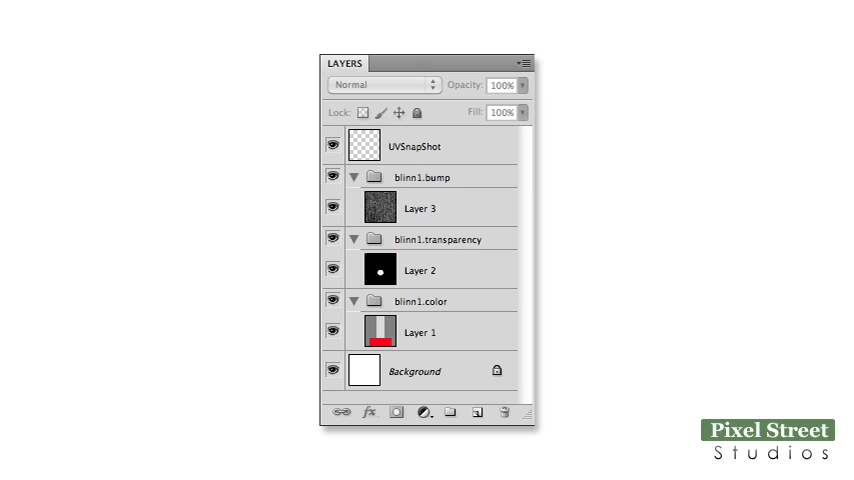 LAYERS
Normal Opacity: 100%
Lock: Fill: 100%
UVSnapShot
blinn1.bump
Layer 3
blinn1.transparency
Layer 2
blinn1.color
Layer 1
Background
fx
Pixel Street
Studios